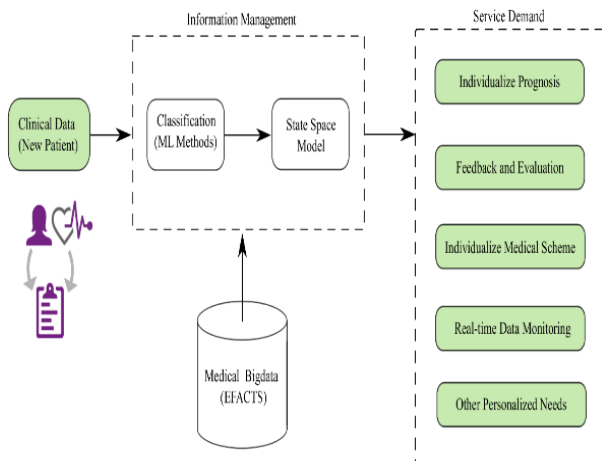 Information Management
Service Demand
Clinical Data
(New Patient)
Classification
(ML Methods)
State Space
Model
Medical Bigdata
(EFACTS)
Individualize Prognosis
Feedback and Evaluation
Individualize Medical Scheme
Real-time Data Monitoring
Other Personalized Needs